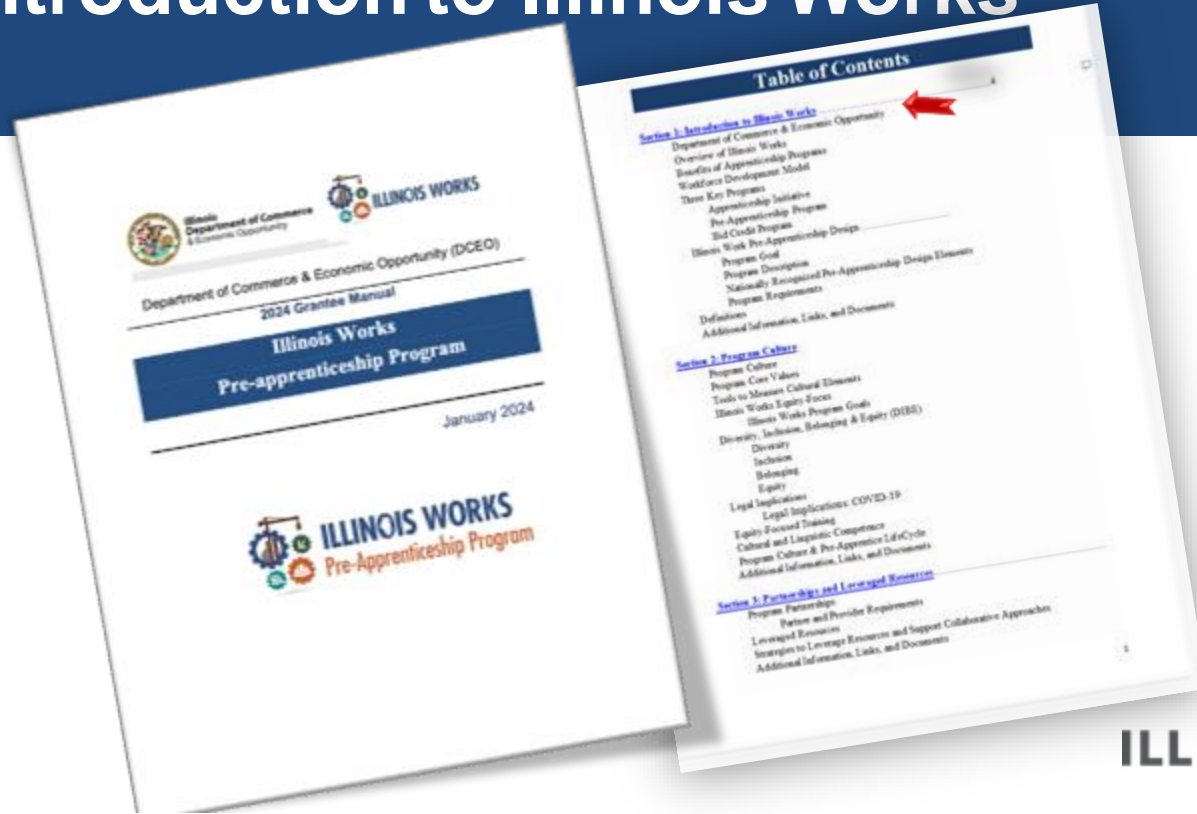 ntroduction to Illinois Works
Illinois
Department of Commerce
& Economic Opportunity
ILLINOIS WORKS
Department of Commerce & Economic Opportunity (DCEO)
2024 Grantee Manual
Illinois Works
Pre-apprenticeship Program
January 2024
ILLINOIS WORKS
Pre-Apprenticeship Program
Table of Contents
Section 1: Introduction to Illinois Works
Department of Commerce & Economic Opportunity
Overview of Illinois Works
Benefits of Apprenticeship Programs
Workforce Development Model
Three Key Programs
Apprenticeship Initiative
Pre-Apprenticeship Program
Bid Credit Program
Illinois Work Pre-Apprenticeship Design
Program Goal
Program Description
Nationally Recognized Pre-Apprenticeship Design Elements
Program Requirements
Definitions
Additional Information, Links, and Documents
Section 2: Program Culture
Program Culture
Program Core Values
Tools to Measure Cultural Elements
Illinois Works Equity-Focus
Illinois Works Program Goals
Diversity, Inclusion, Belonging & Equity (DIBE)
Diversity
Inclusion
Belonging
Equity
Legal Implications
Legal Implications: COVID-19
Equity-Focused Training
Cultural and Linguistic Competence
Program Culture & Pre-Apprentice LifeCycle
Additional Information, Links, and Documents
Section 3: Partnerships and Leveraged Resources
Program Partnerships
Partner and Provider Requirements
Leveraged Resources
Strategies to Leverage Resources and Support Collaborative Approaches
Additional Information, Links, and Documents
ILL